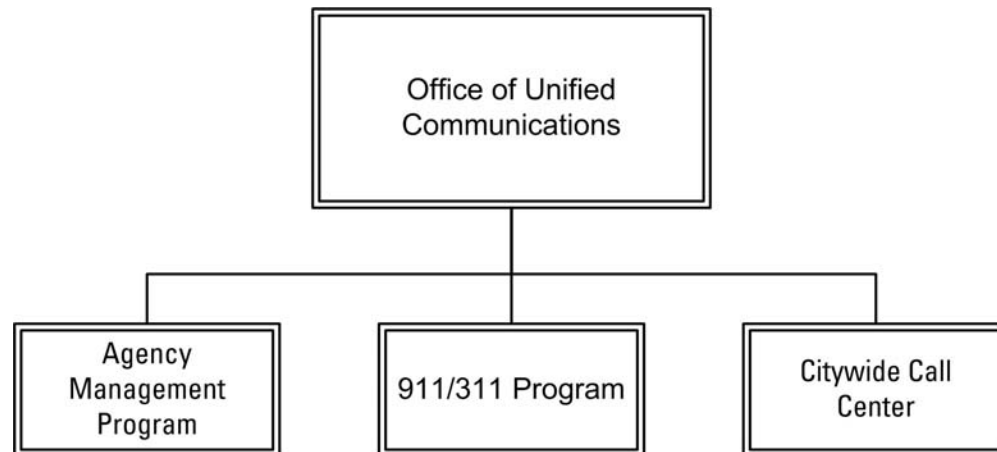 Office of Unified
Communications
Agency
Management
Program
911/311 Program
Citywide Call
Center